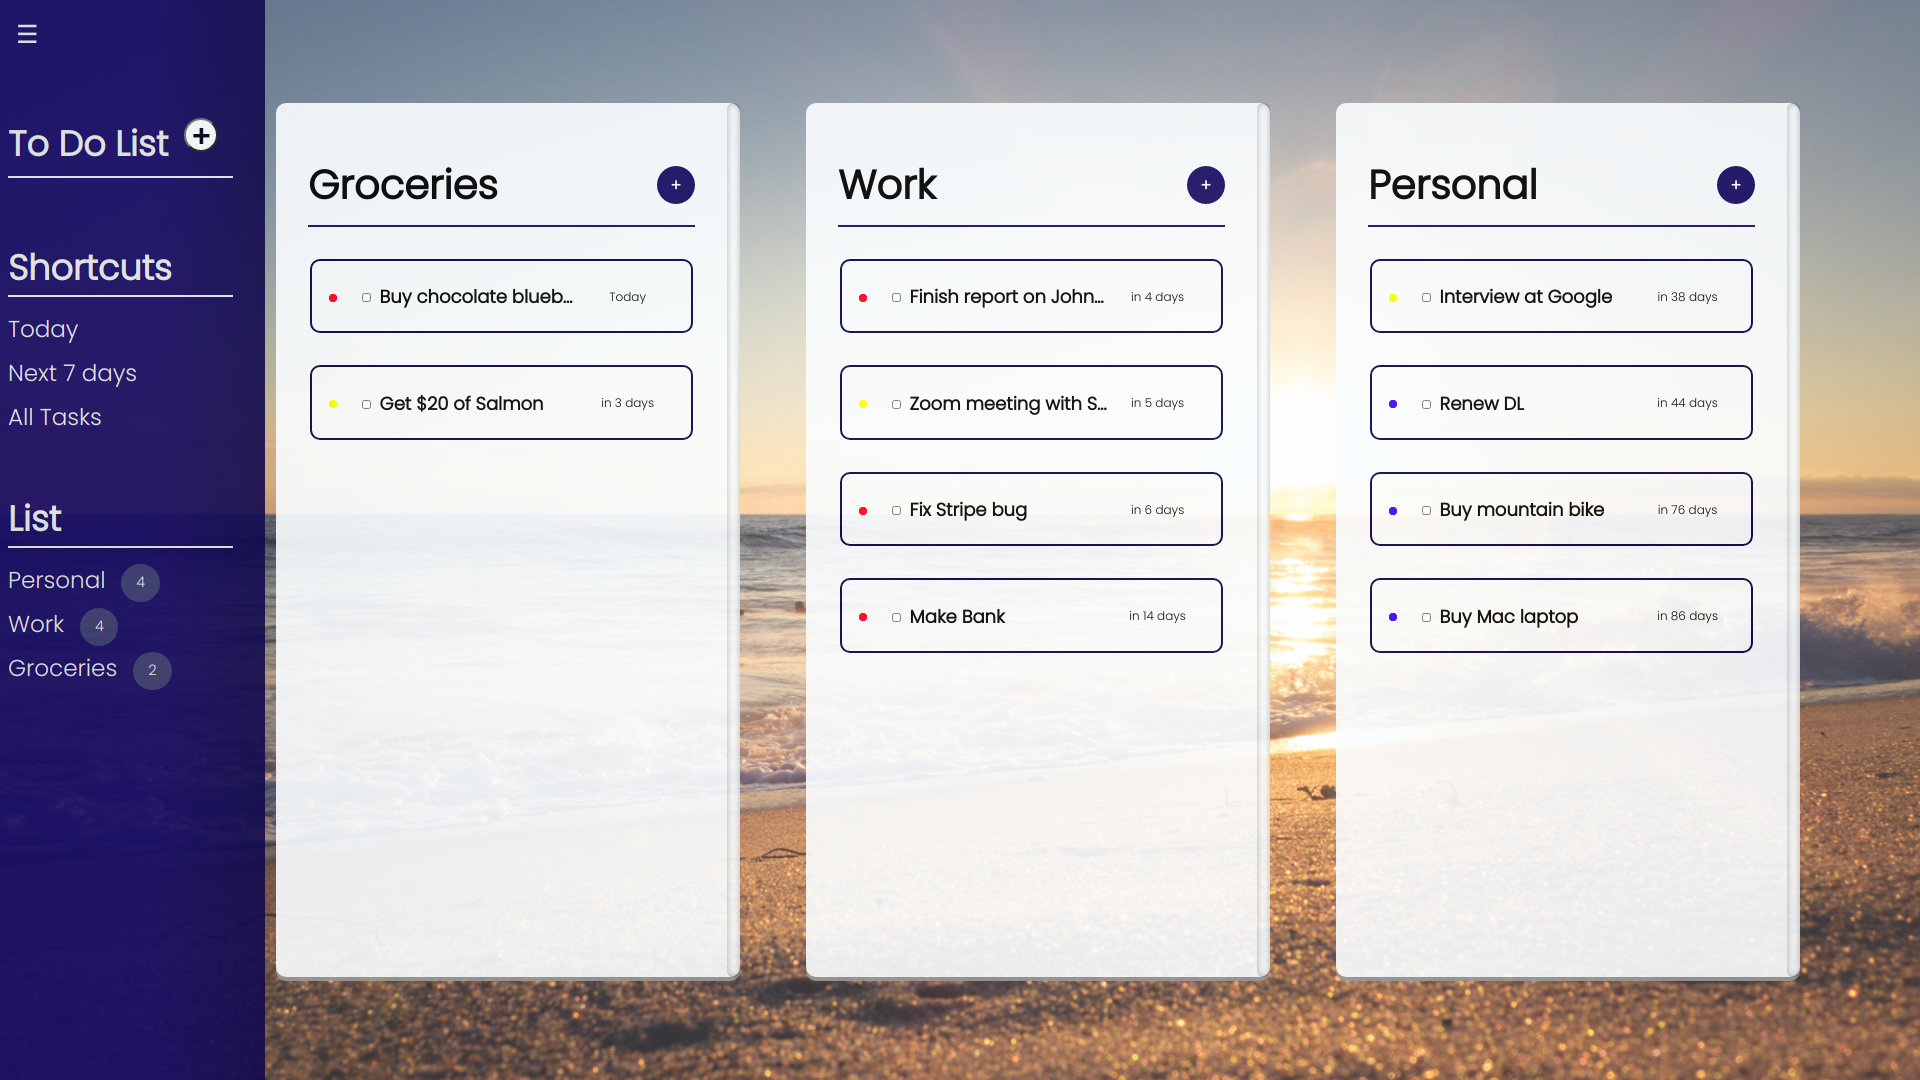 ☰
To Do List +
Shortcuts
Today
Next 7 days
All Tasks
List
Personal 4
Work 4
Groceries 2
Groceries +
Buy chocolate blueb... Today
Get $20 of Salmon in 3 days
Work +
Finish report on John... in 4 days
Zoom meeting with S... in 5 days
Fix Stripe bug in 6 days
Make Bank in 14 days
Personal +
Interview at Google in 38 days
Renew DL in 44 days
Buy mountain bike in 76 days
Buy Mac laptop in 86 days